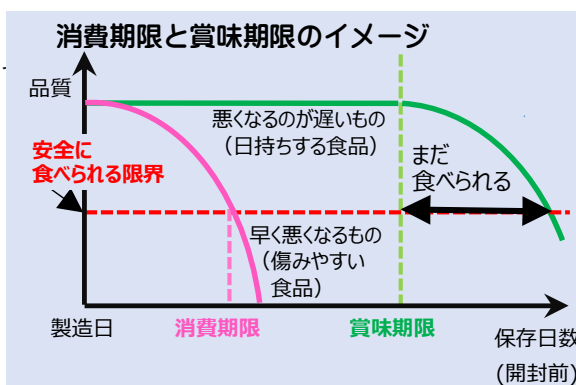 消費期限と賞味期限のイメージ
品質
悪くなるのが遅いもの
（日持ちする食品）
安全に
食べられる限界
まだ
食べられる
早く悪くなるもの
（傷みやすい
食品）
製造日
消費期限
賞味期限
保存日数
(開封前)